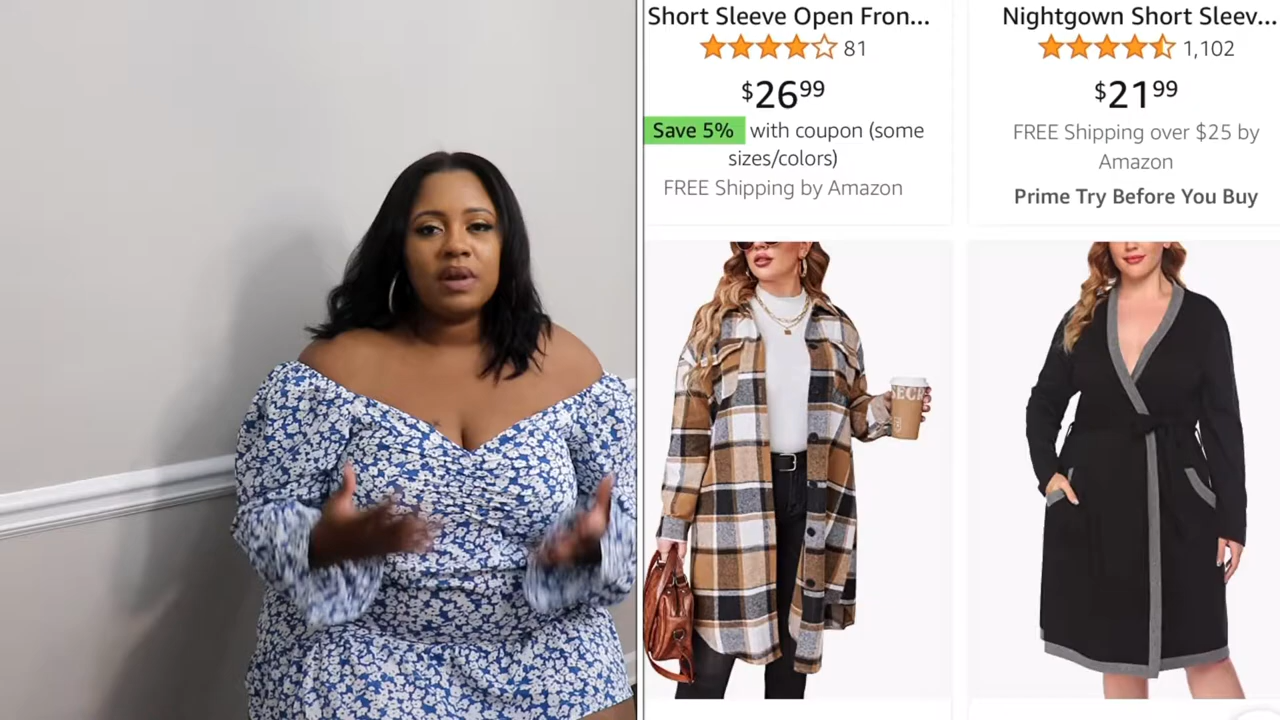 Short Sleeve Open Fron...
81
$26 99
Save 5% with coupon (some
sizes/colors)
FREE Shipping by Amazon
Nightgown Short Sleev...
1,102
$21 99
FREE Shipping over $25 by
Amazon
Prime Try Before You Buy